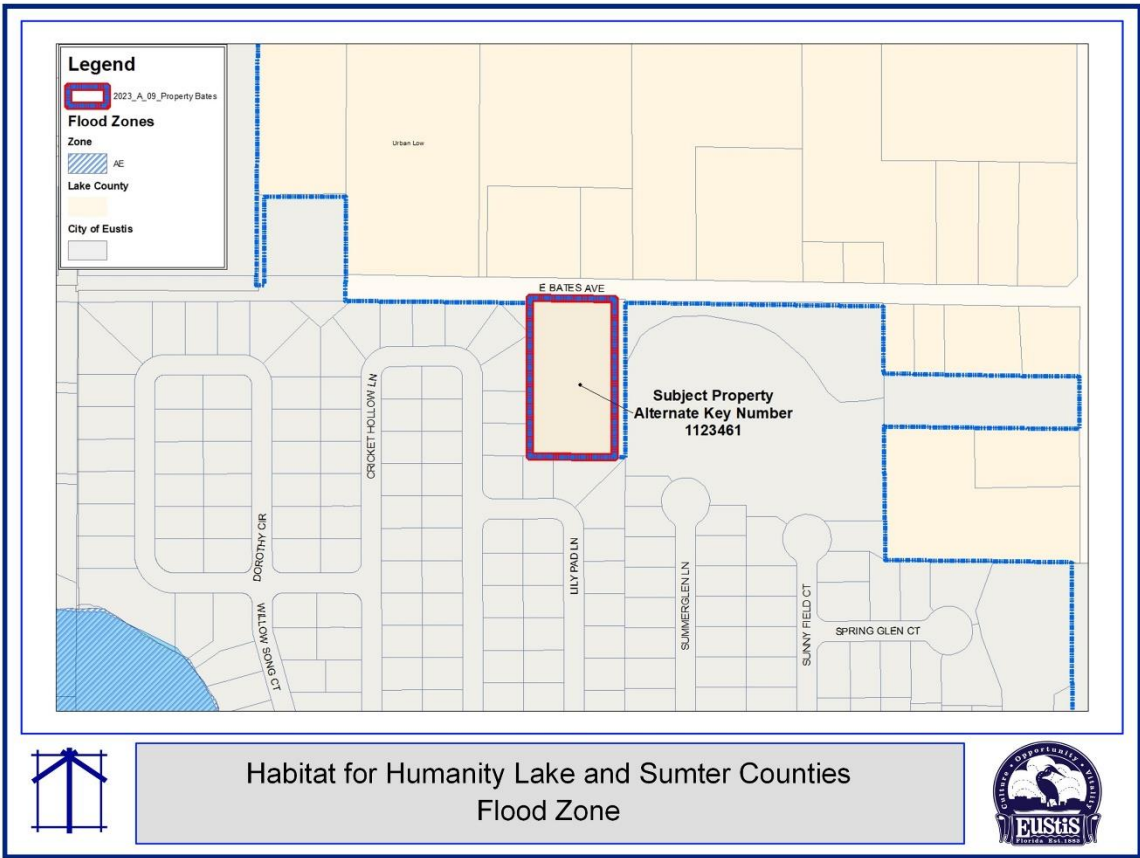 Legend
2023_A_09_Property Bates
Flood Zones
Zone
AE
Lake County
City of Eustis
Urban Low
E BATES AVE
Subject Property
Alternate Key Number
1123461
CRICKET HOLLOW LN
DOROTHY CIR
LILY PAD LN
SUMMERGLEN LN
SUNNY FIELD CT
SPRING GLEN CT
WILLOW SONG CT
Habitat for Humanity Lake and Sumter Counties
Flood Zone
Culture • Opportunity • Vitality
EUSTIS
Florida Est.1883